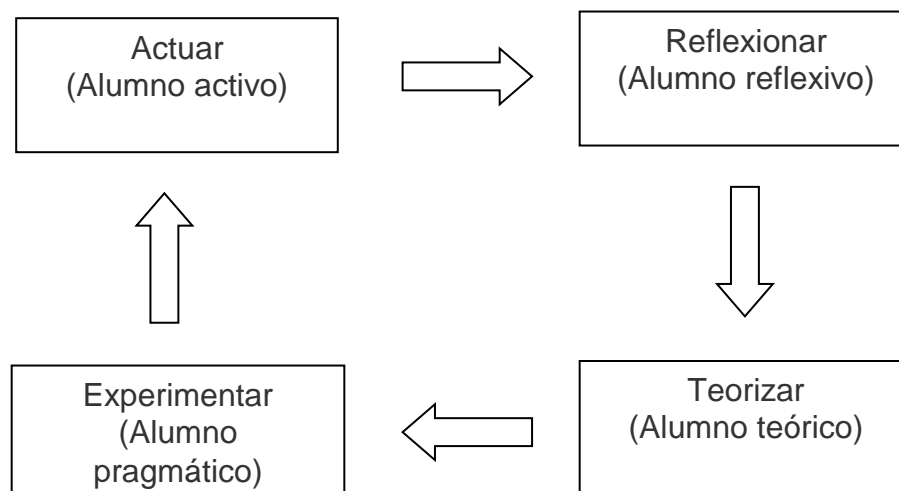 Actuar
(Alumno activo)
Reflexionar
(Alumno reflexivo)
Experimentar
(Alumno
pragmático)
Teorizar
(Alumno teórico)